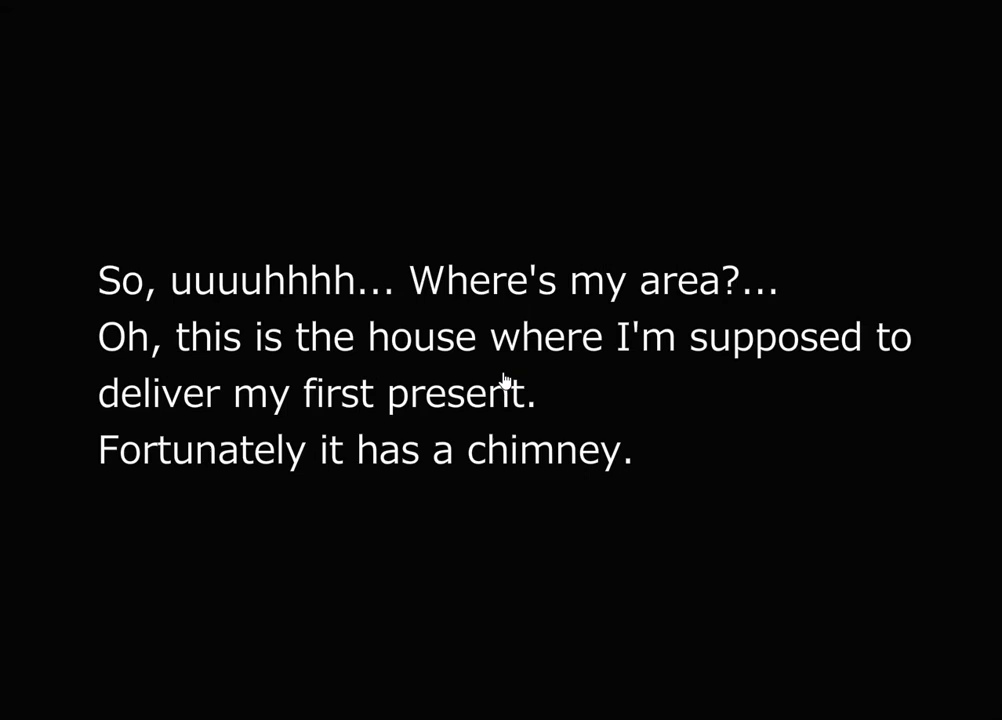 So, uuuuhhhh... Where's my area?...
Oh, this is the house where I'm supposed to
deliver my first present.
Fortunately it has a chimney.